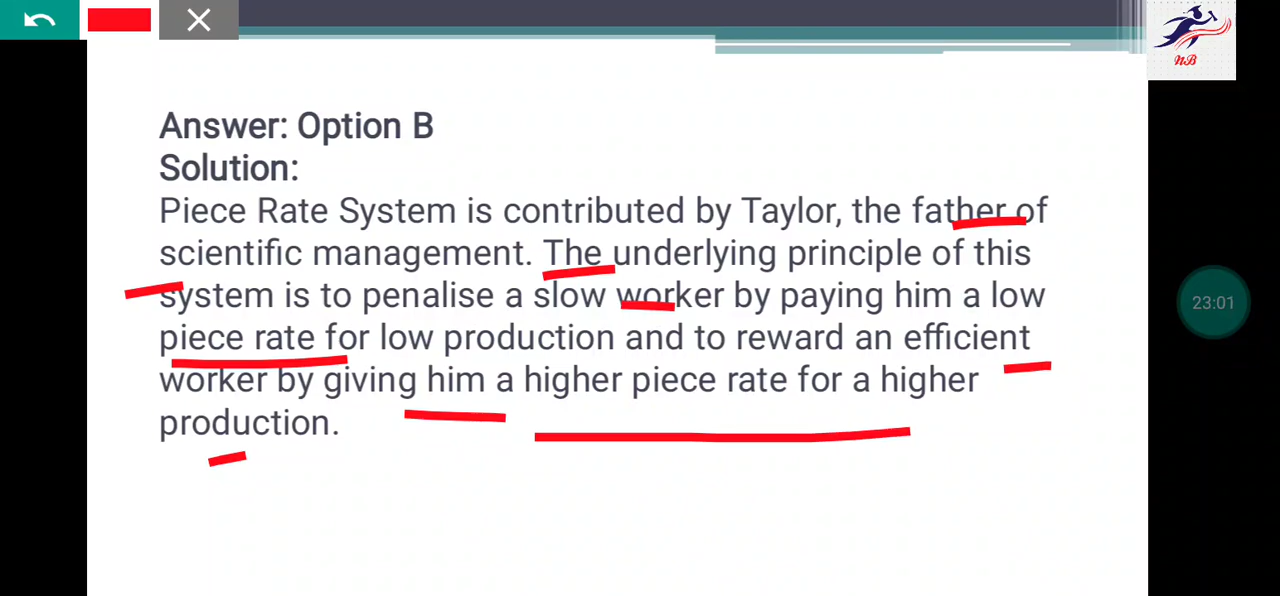 NB
Answer: Option B
Solution:
Piece Rate System is contributed by Taylor, the father of
scientific management. The underlying principle of this
system is to penalise a slow worker by paying him a low
piece rate for low production and to reward an efficient
worker by giving him a higher piece rate for a higher
production.
23:01